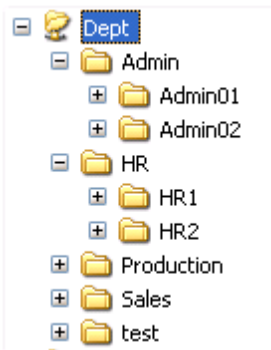 Dept
Admin
Admin01
Admin02
HR
HR1
HR2
Production
Sales
test